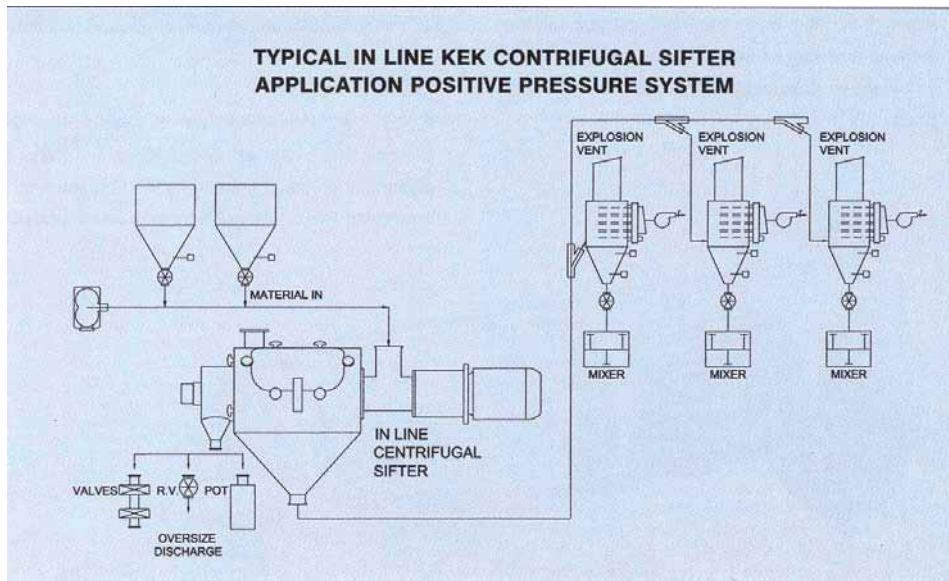 TYPICAL IN LINE KEK CONTRIFUGAL SIFTER
APPLICATION POSITIVE PRESSURE SYSTEM
EXPLOSION
VENT
EXPLOSION
VENT
EXPLOSION
VENT
MATERIAL IN
MIXER
MIXER
MIXER
IN LINE
CENTRIFUGAL
SIFTER
VALVES
R.V.
POT
OVERSIZE
DISCHARGE